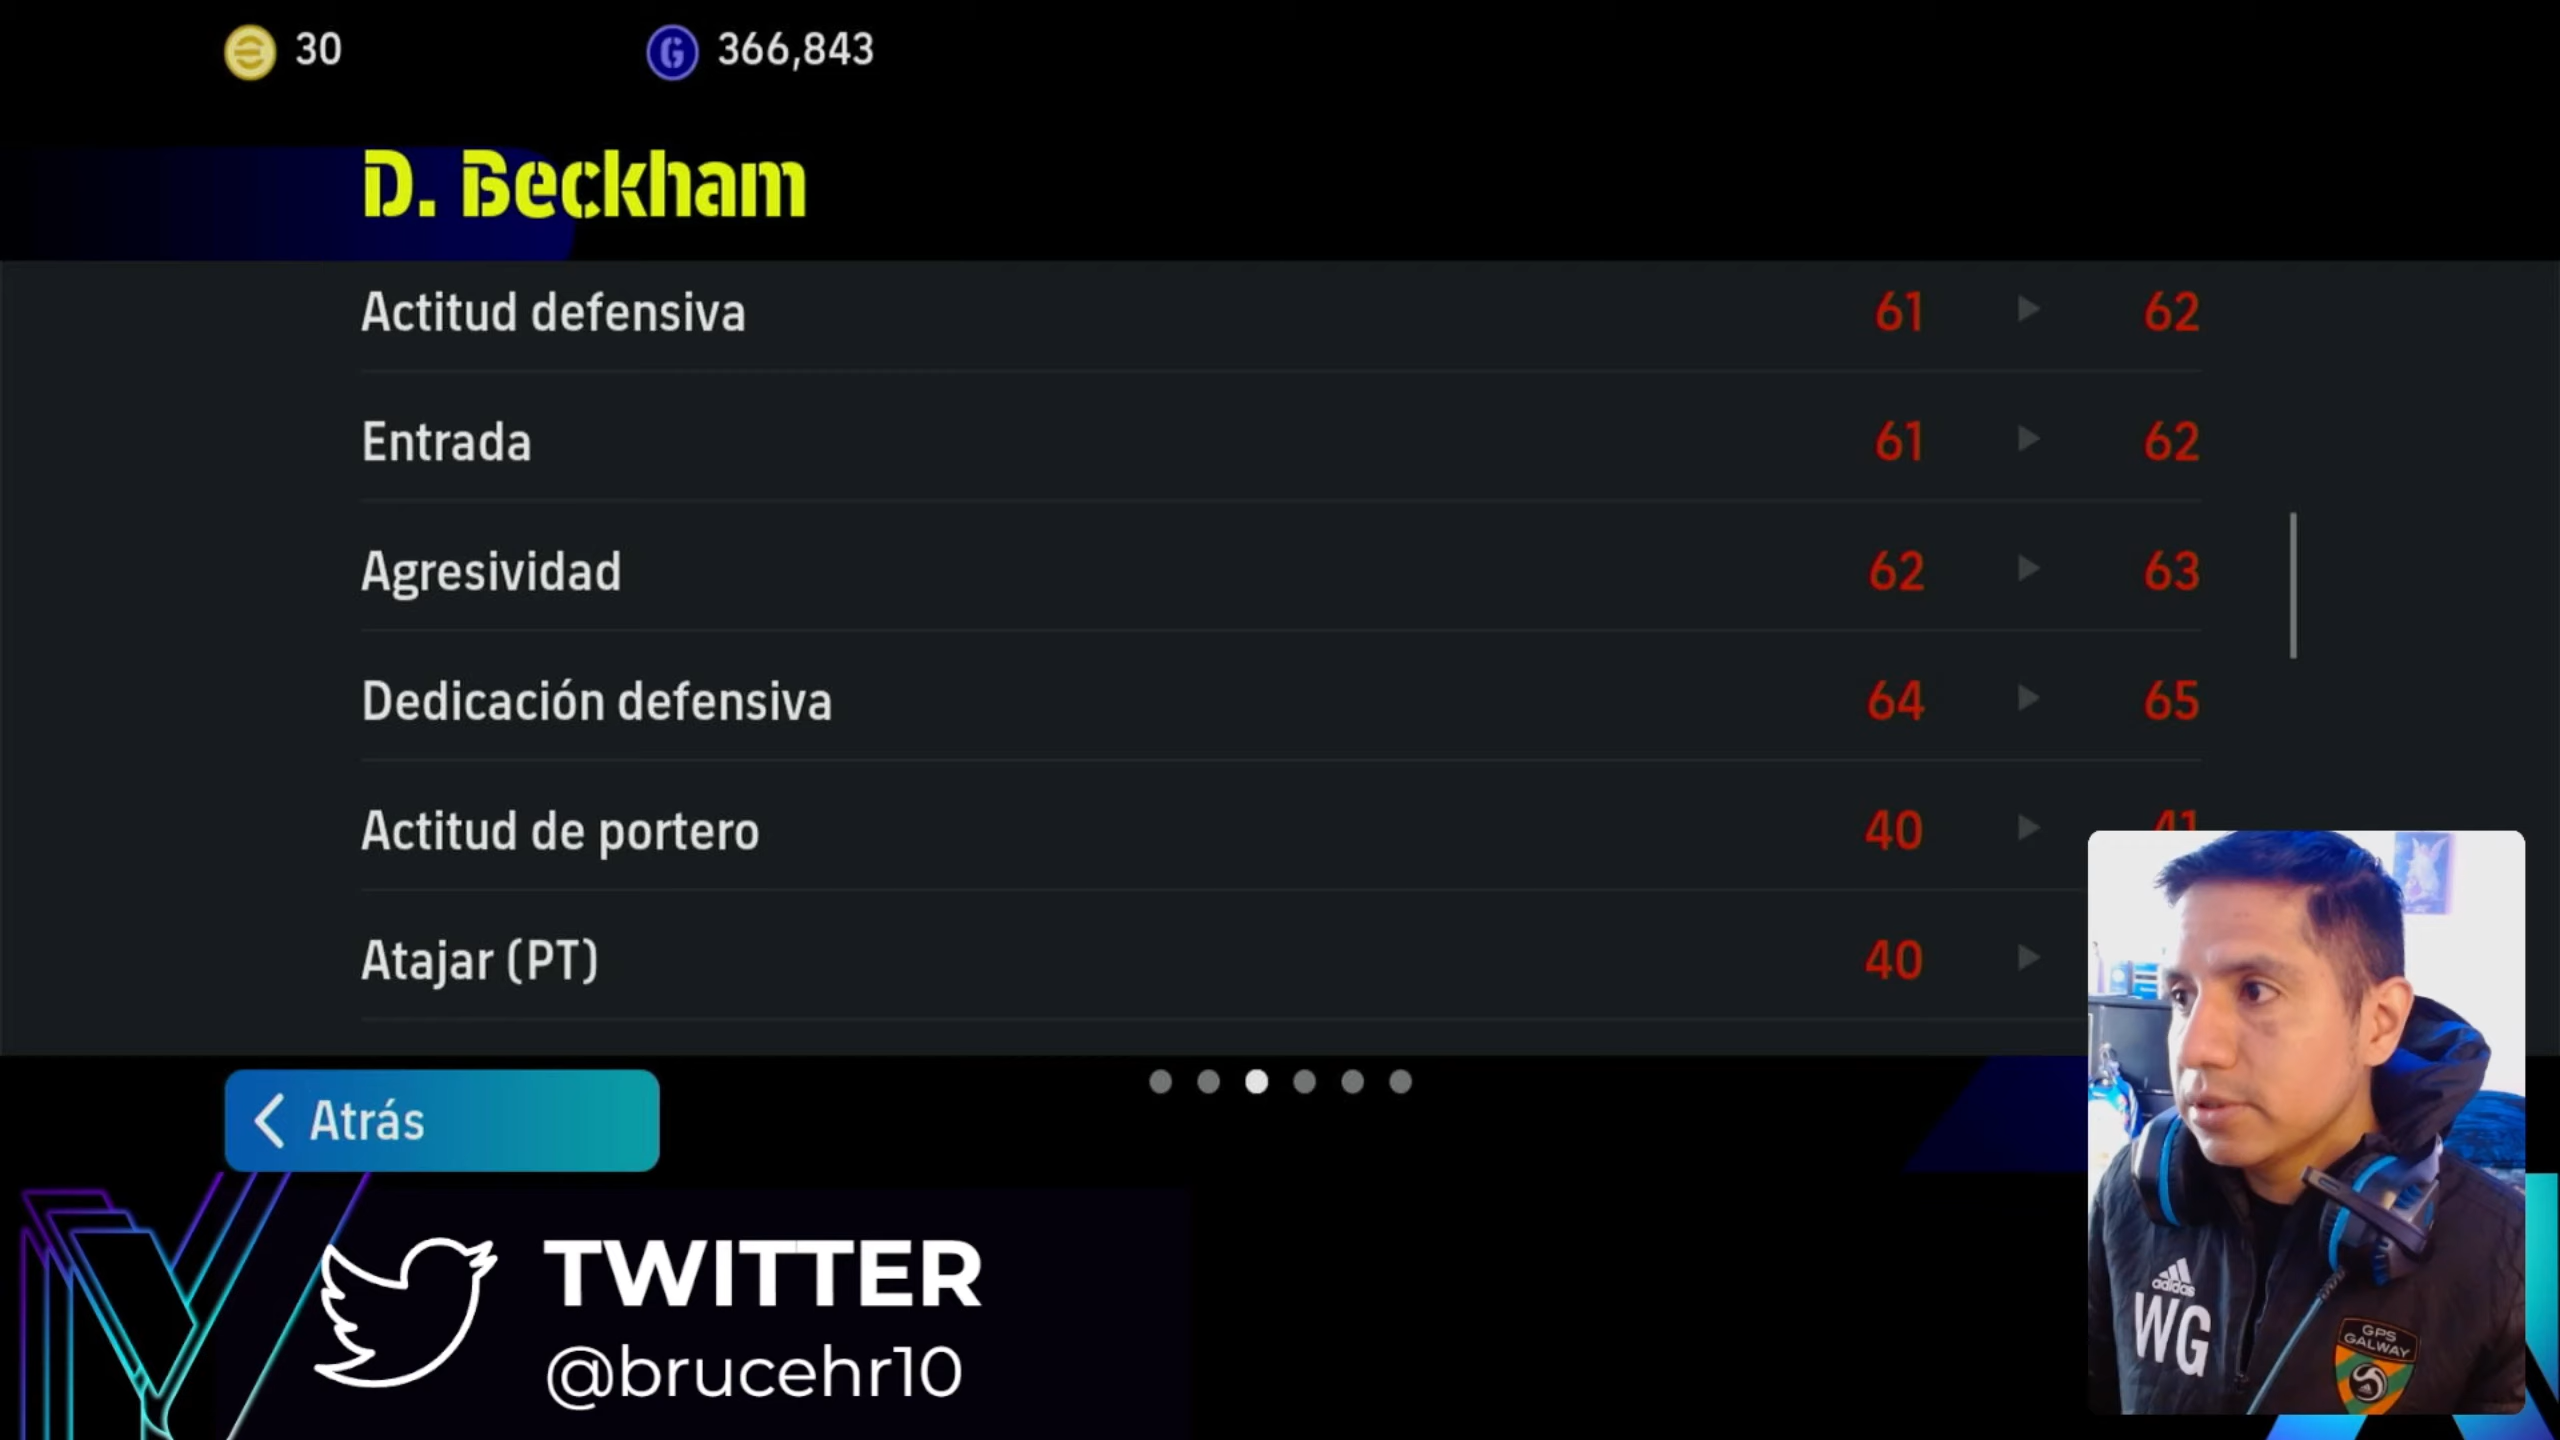 30 366,843
D. Beckham
Actitud defensiva 61 62
Entrada 61 62
Agresividad 62 63
Dedicación defensiva 64 65
Actitud de portero 40 41
Atajar (PT) 40
Atrás
TWITTER
@brucehr10
adidas
WG
GPS
GALWAY